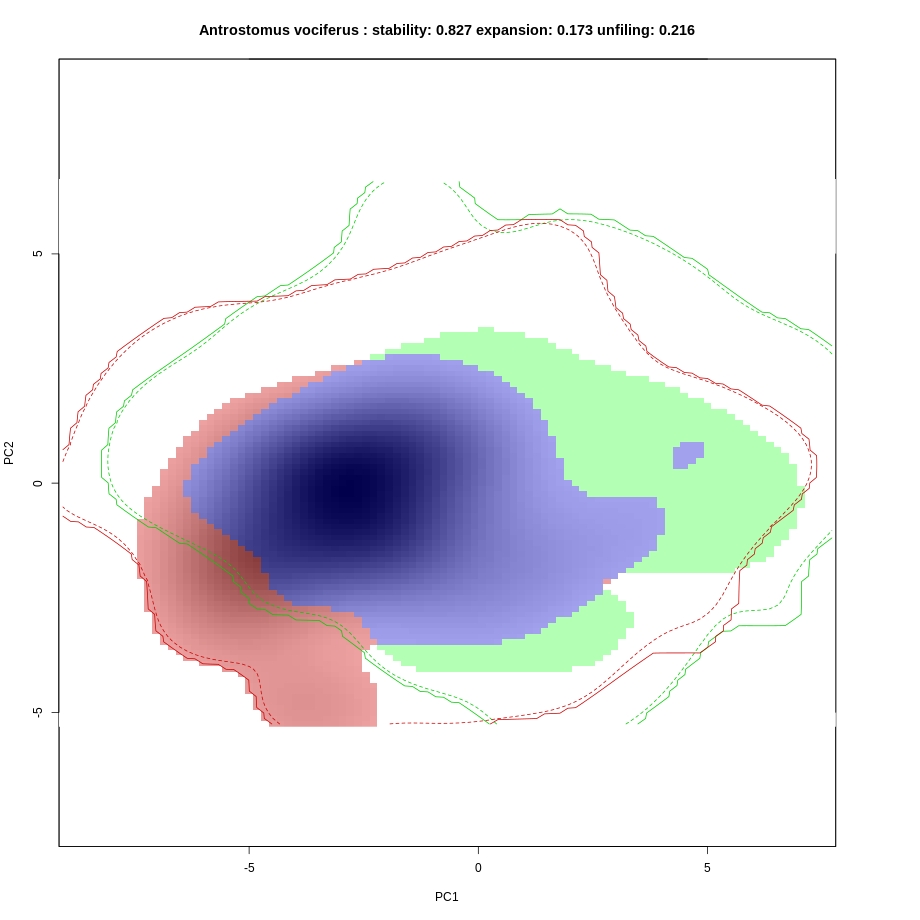 Antrostomus vociferus : stability: 0.827 expansion: 0.173 unfiling: 0.216
5
0
-5
PC2
-5 0 5
PC1